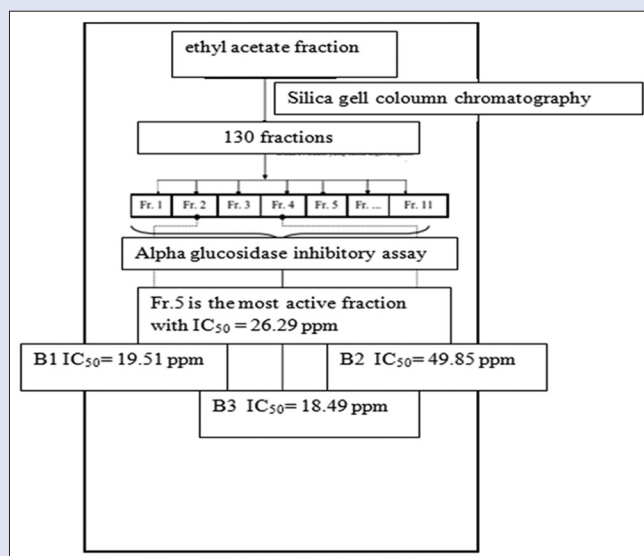 ethyl acetate fraction
Silica gell coloumn chromatography
130 fractions
Fr. 1 Fr. 2 Fr. 3 Fr. 4 Fr. 5 Fr. ... Fr. 11
Alpha glucosidase inhibitory assay
Fr.5 is the most active fraction
with IC₅₀ = 26.29 ppm
B1 IC₅₀= 19.51 ppm
B2 IC₅₀= 49.85 ppm
B3 IC₅₀= 18.49 ppm